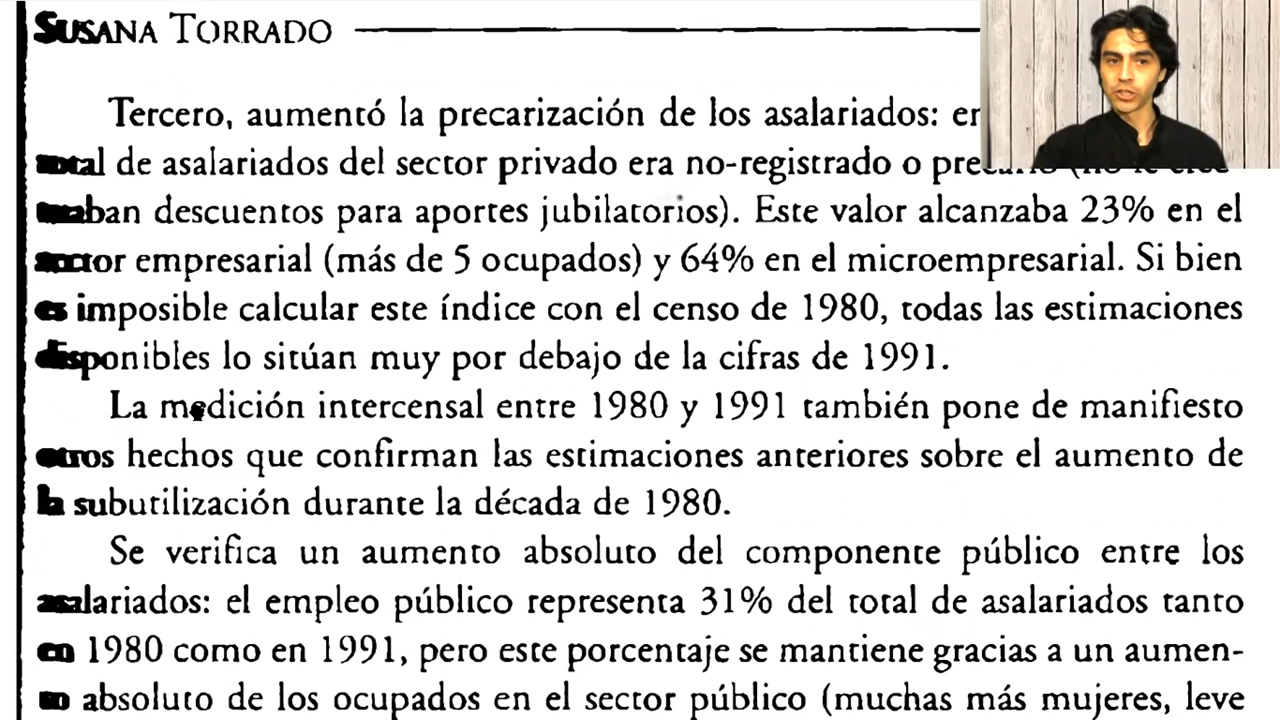 SUSANA TORRADO
Tercero, aumentó la precarización de los asalariados: en
total de asalariados del sector privado era no-registrado o precario (no le efec-
tuaban descuentos para aportes jubilatorios). Este valor alcanzaba 23% en el
sector empresarial (más de 5 ocupados) y 64% en el microempresarial. Si bien
es imposible calcular este índice con el censo de 1980, todas las estimaciones
disponibles lo sitúan muy por debajo de la cifras de 1991.
La medición intercensal entre 1980 y 1991 también pone de manifiesto
otros hechos que confirman las estimaciones anteriores sobre el aumento de
la subutilización durante la década de 1980.
Se verifica un aumento absoluto del componente público entre los
asalariados: el empleo público representa 31% del total de asalariados tanto
en 1980 como en 1991, pero este porcentaje se mantiene gracias a un aumen-
to absoluto de los ocupados en el sector público (muchas más mujeres, leve